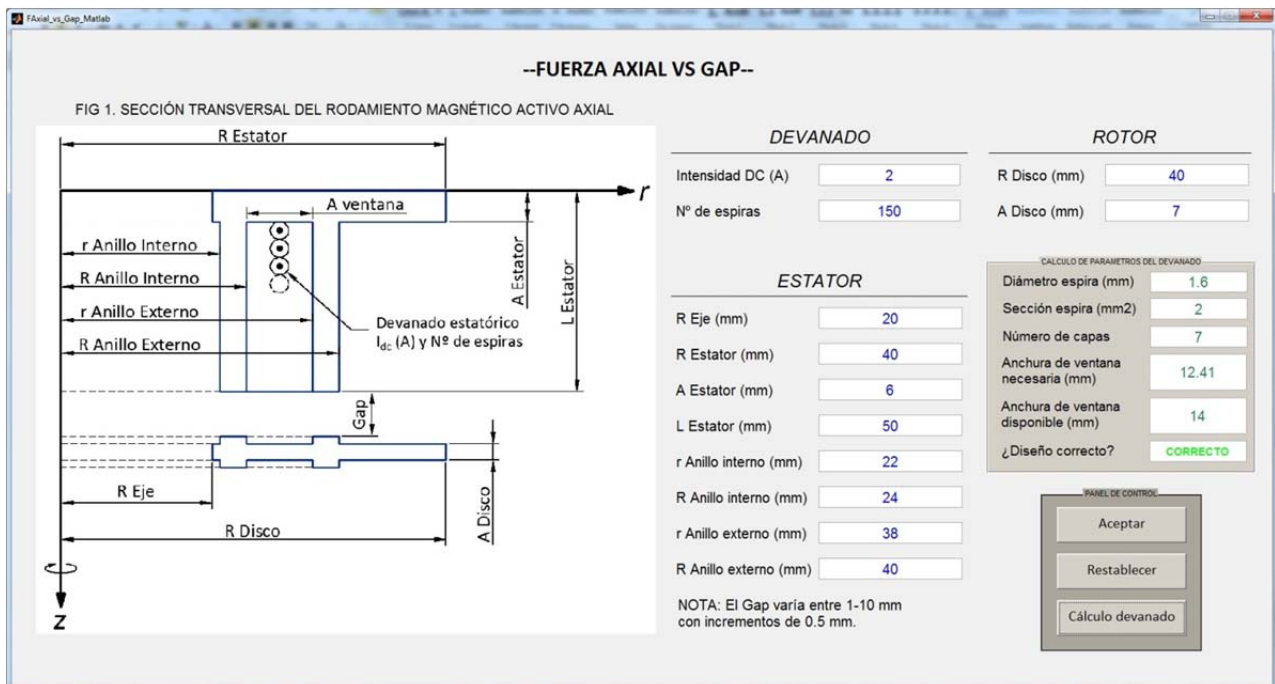 FAxial_vs_Gap_Matlab
--FUERZA AXIAL VS GAP--
FIG 1. SECCIÓN TRANSVERSAL DEL RODAMIENTO MAGNÉTICO ACTIVO AXIAL
R Estator
r
A ventana
r Anillo Interno
R Anillo Interno
r Anillo Externo
R Anillo Externo
A Estator
L Estator
Devanado estatórico
Idc (A) y Nº de espiras
Gap
R Eje
R Disco
A Disco
z
DEVANADO
Intensidad DC (A) 2
Nº de espiras 150
ESTATOR
R Eje (mm) 20
R Estator (mm) 40
A Estator (mm) 6
L Estator (mm) 50
r Anillo interno (mm) 22
R Anillo interno (mm) 24
r Anillo externo (mm) 38
R Anillo externo (mm) 40
NOTA: El Gap varía entre 1-10 mm
con incrementos de 0.5 mm.
ROTOR
R Disco (mm) 40
A Disco (mm) 7
CALCULO DE PARAMETROS DEL DEVANADO
Diámetro espira (mm) 1.6
Sección espira (mm2) 2
Número de capas 7
Anchura de ventana
necesaria (mm) 12.41
Anchura de ventana
disponible (mm) 14
¿Diseño correcto? CORRECTO
PANEL DE CONTROL
Aceptar
Restablecer
Cálculo devanado